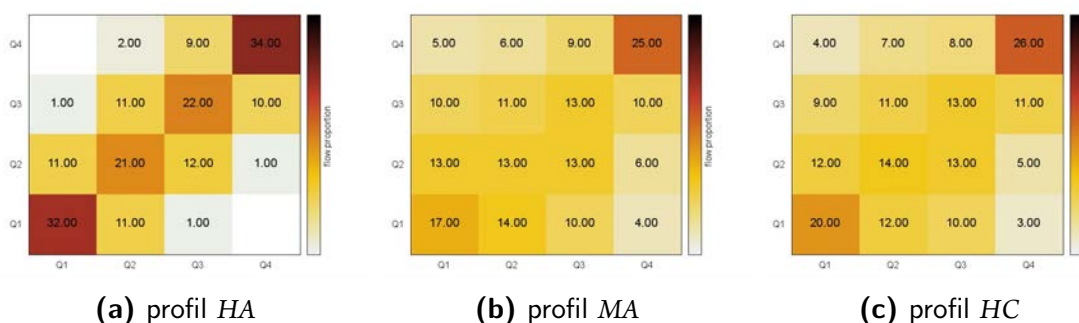 Q4 2.00 9.00 34.00
Q3 1.00 11.00 22.00 10.00
Q2 11.00 21.00 12.00 1.00
Q1 32.00 11.00 1.00
Q1 Q2 Q3 Q4
flow proportion
(a) profil HA
Q4 5.00 6.00 9.00 25.00
Q3 10.00 11.00 13.00 10.00
Q2 13.00 13.00 13.00 6.00
Q1 17.00 14.00 10.00 4.00
Q1 Q2 Q3 Q4
flow proportion
(b) profil MA
Q4 4.00 7.00 8.00 26.00
Q3 9.00 11.00 13.00 11.00
Q2 12.00 14.00 13.00 5.00
Q1 20.00 12.00 10.00 3.00
Q1 Q2 Q3 Q4
(c) profil HC